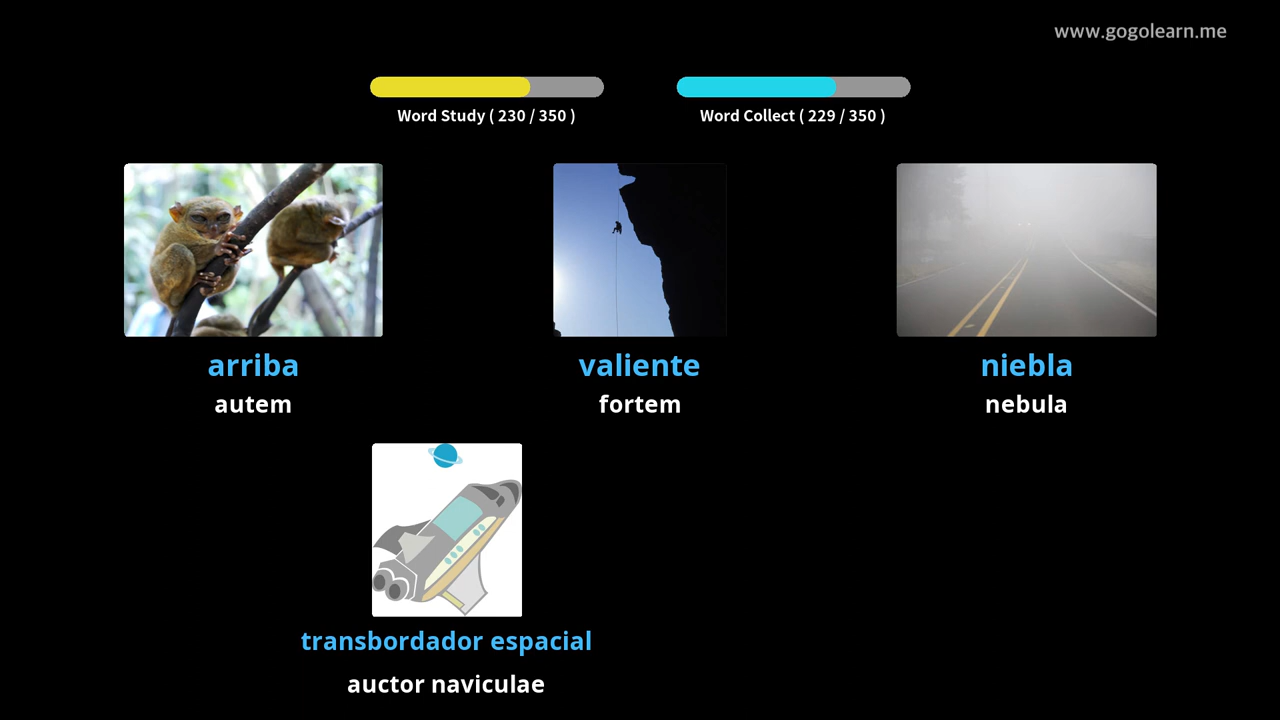 www.gogolearn.me
Word Study ( 230 / 350 )
Word Collect ( 229 / 350 )
arriba
autem
valiente
fortem
niebla
nebula
transbordador espacial
auctor naviculae